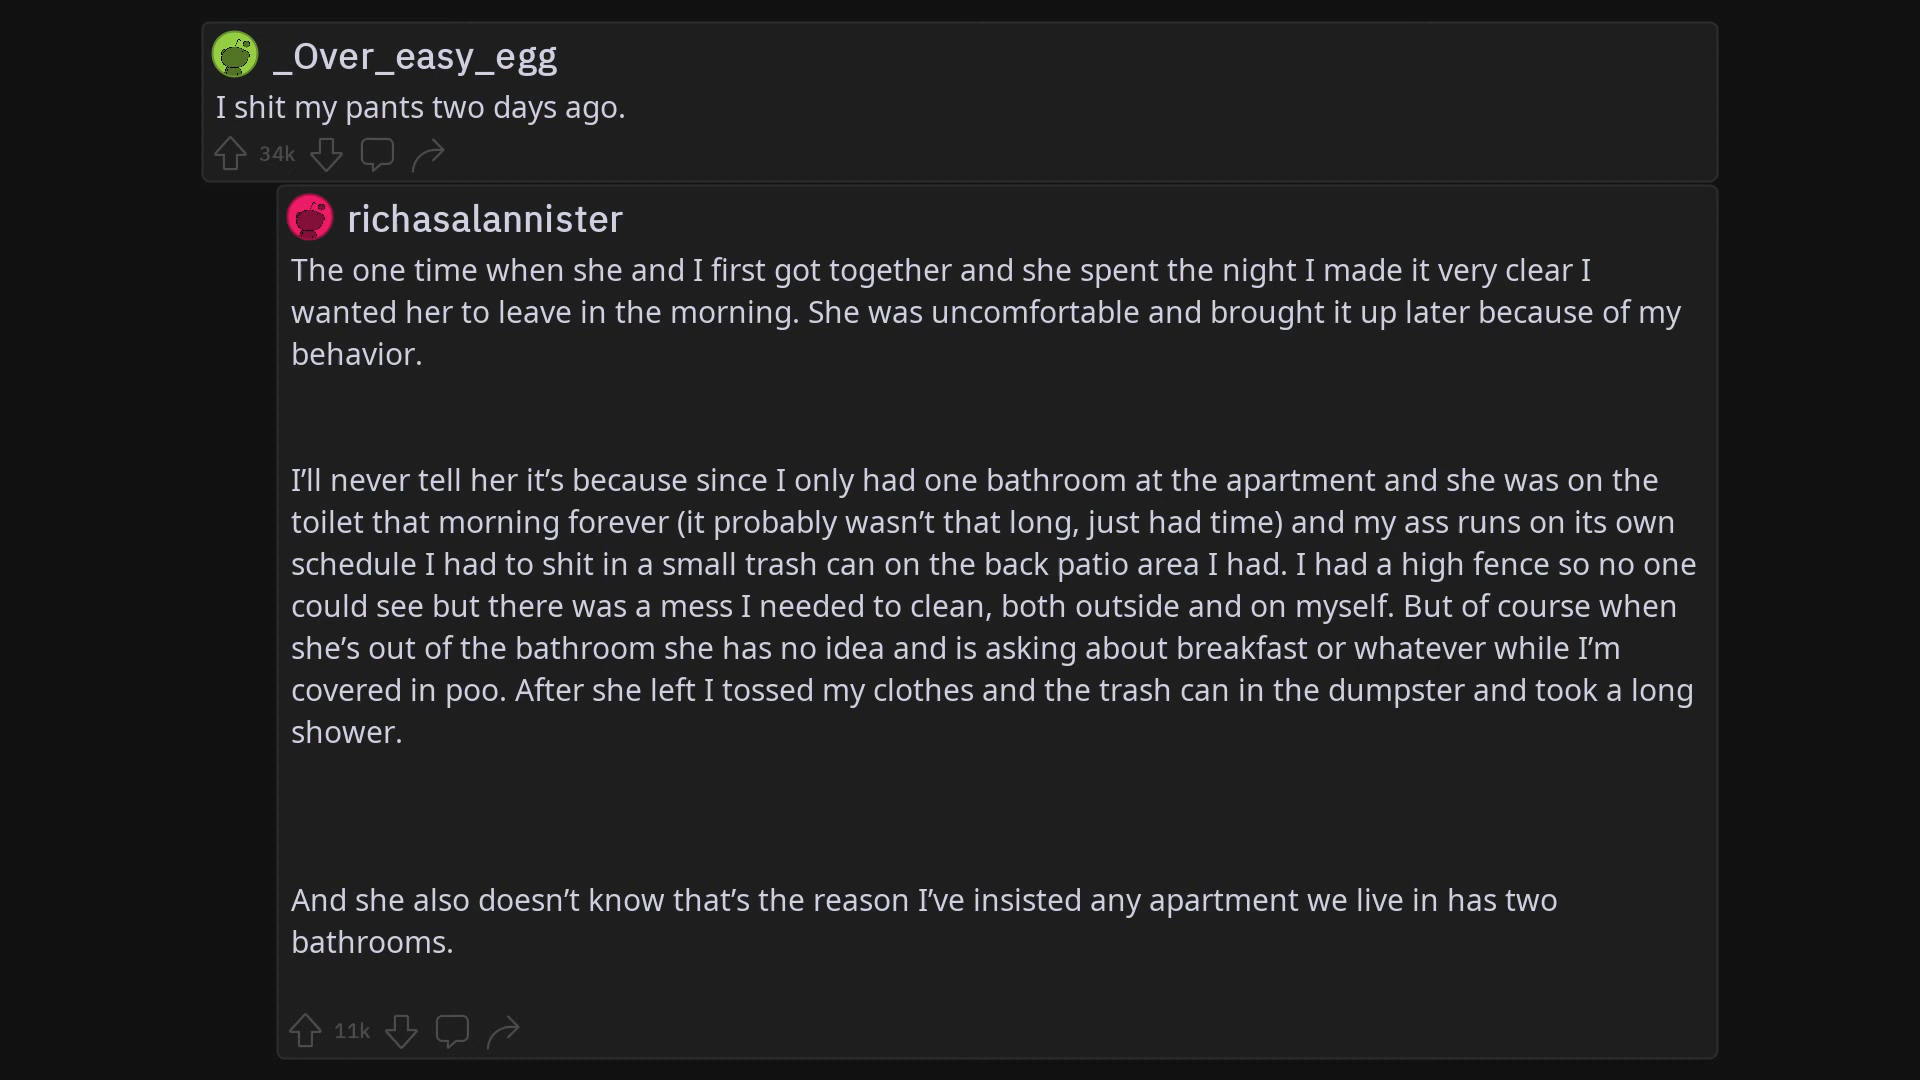 _Over_easy_egg
I shit my pants two days ago.
34k
richasalannister
The one time when she and I first got together and she spent the night I made it very clear I
wanted her to leave in the morning. She was uncomfortable and brought it up later because of my
behavior.
I’ll never tell her it’s because since I only had one bathroom at the apartment and she was on the
toilet that morning forever (it probably wasn’t that long, just had time) and my ass runs on its own
schedule I had to shit in a small trash can on the back patio area I had. I had a high fence so no one
could see but there was a mess I needed to clean, both outside and on myself. But of course when
she’s out of the bathroom she has no idea and is asking about breakfast or whatever while I’m
covered in poo. After she left I tossed my clothes and the trash can in the dumpster and took a long
shower.
And she also doesn’t know that’s the reason I’ve insisted any apartment we live in has two
bathrooms.
11k